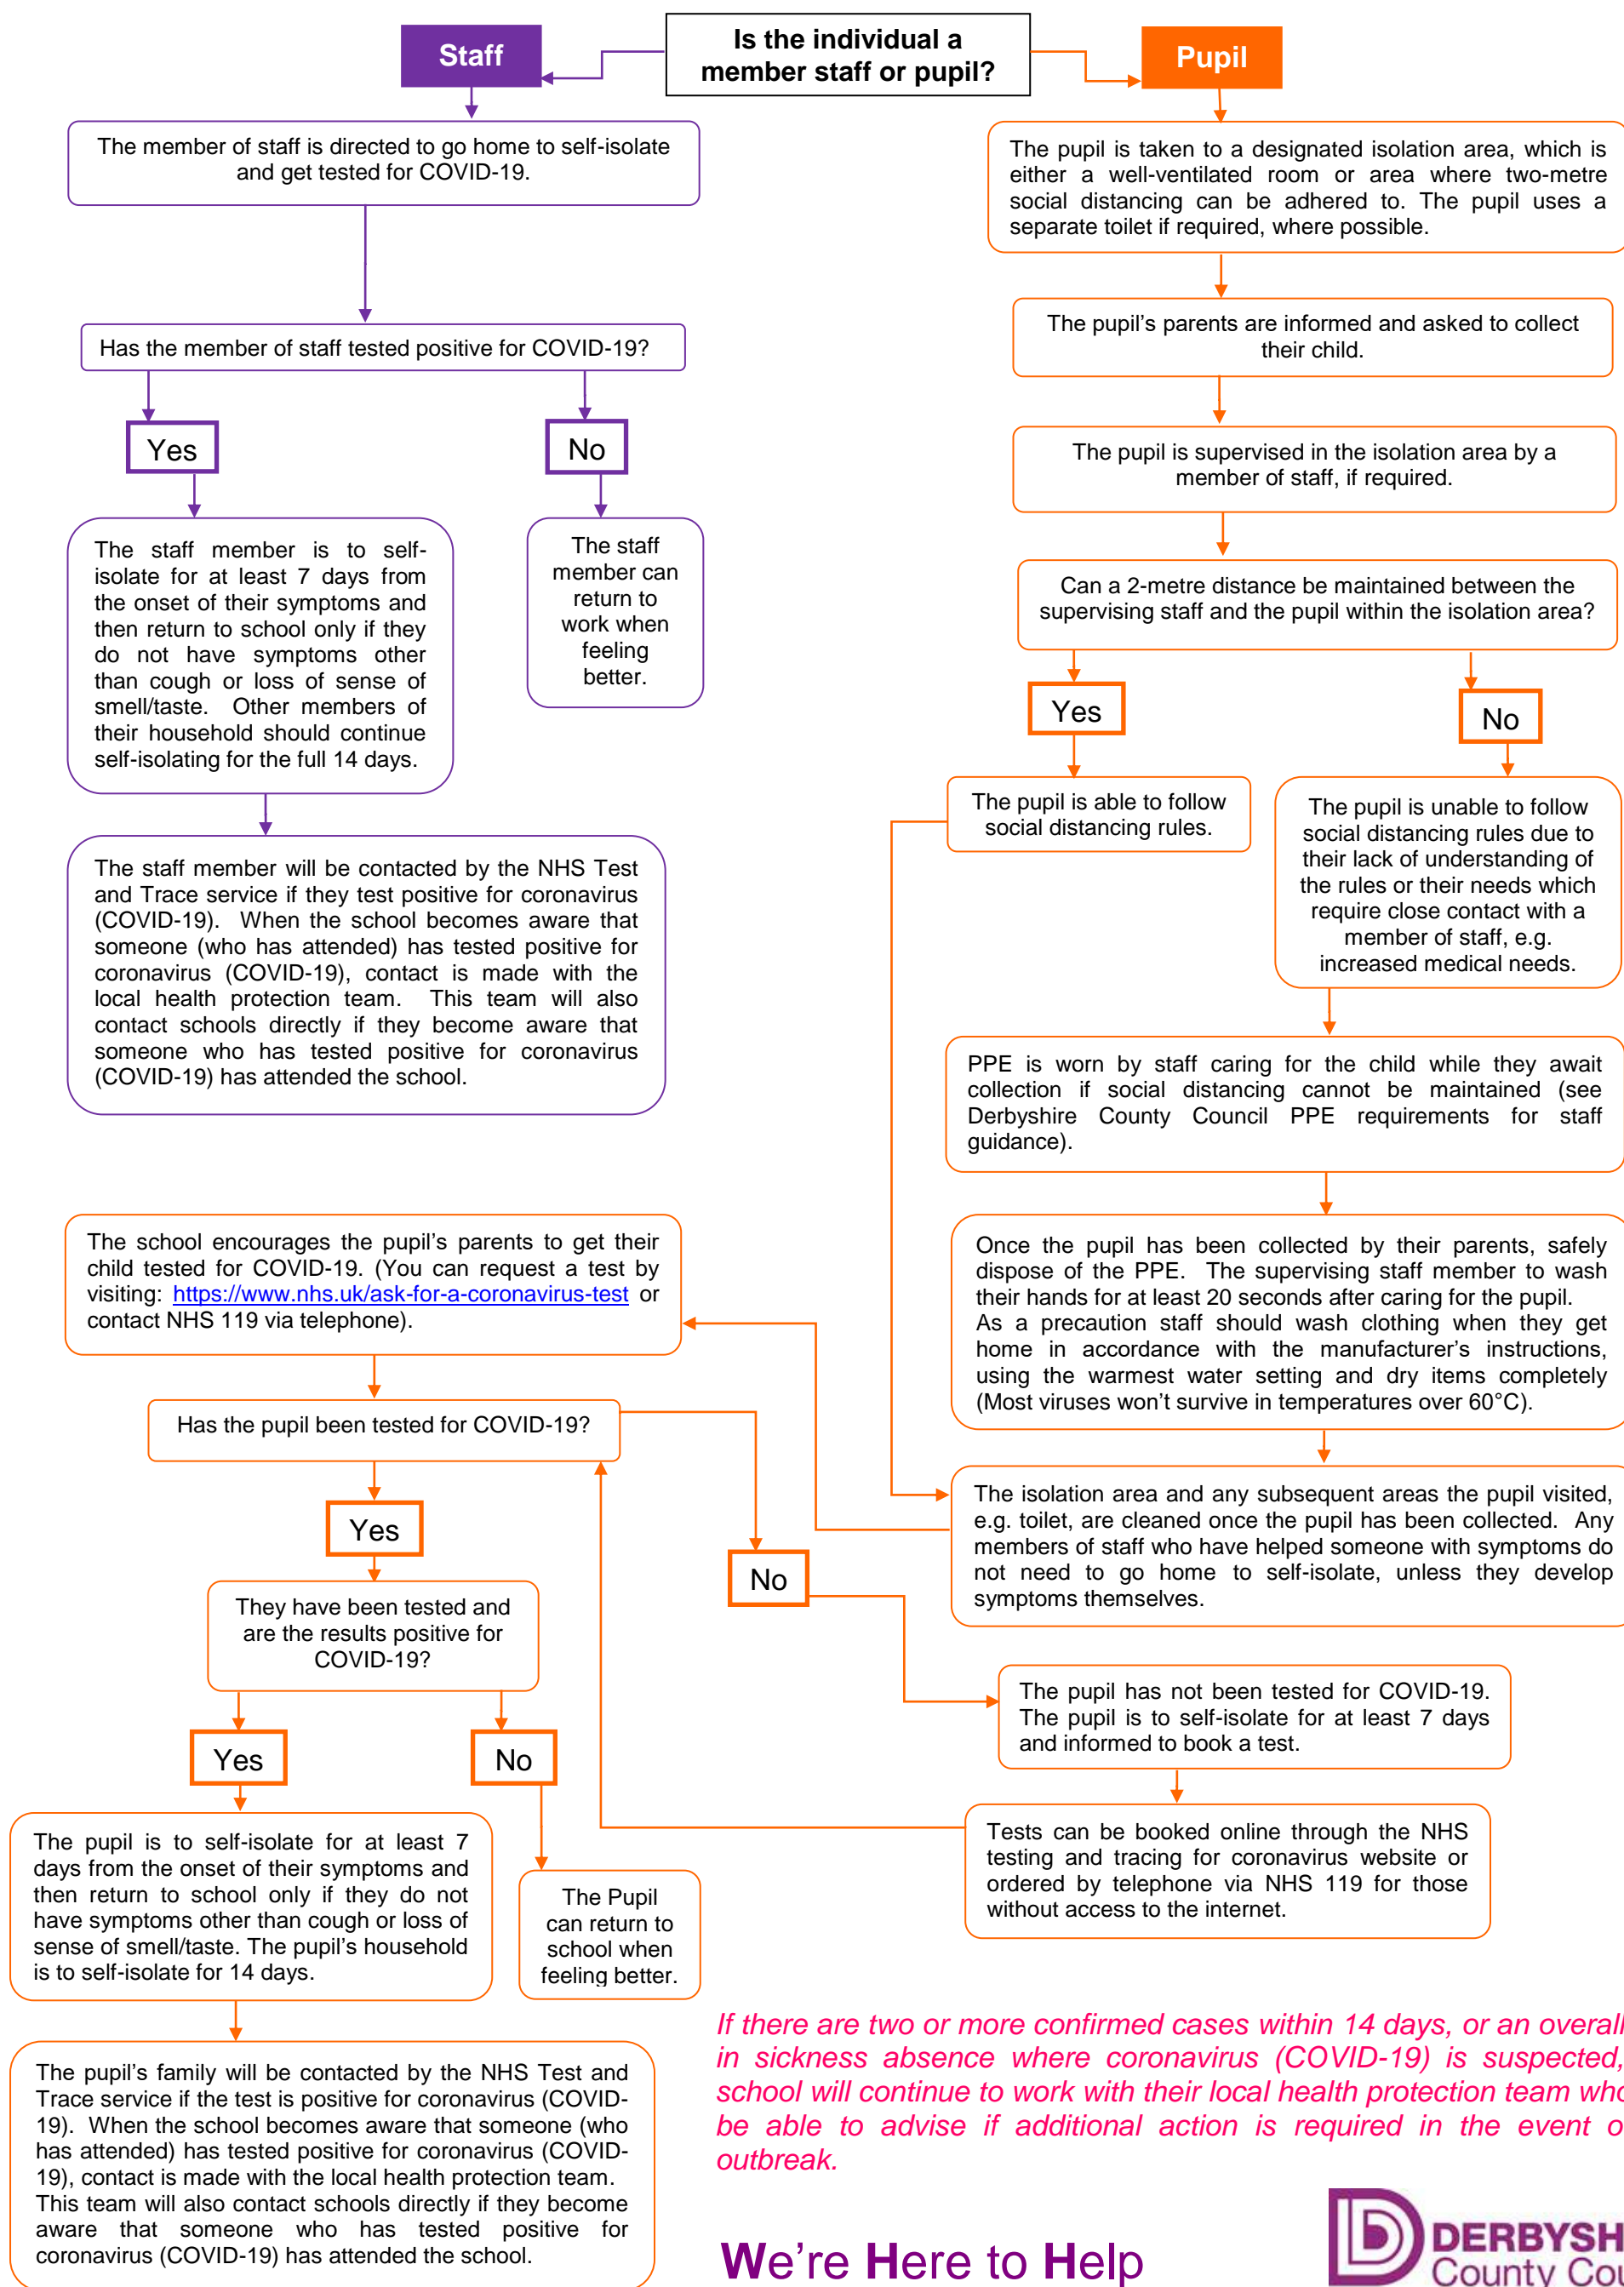 Is the individual a
member staff or pupil?
Staff
Pupil
The member of staff is directed to go home to self-isolate
and get tested for COVID-19.
Has the member of staff tested positive for COVID-19?
Yes
No
The staff member is to self-
isolate for at least 7 days from
the onset of their symptoms and
then return to school only if they
do not have symptoms other
than cough or loss of sense of
smell/taste. Other members of
their household should continue
self-isolating for the full 14 days.
The staff
member can
return to
work when
feeling
better.
The staff member will be contacted by the NHS Test
and Trace service if they test positive for coronavirus
(COVID-19). When the school becomes aware that
someone (who has attended) has tested positive for
coronavirus (COVID-19), contact is made with the
local health protection team. This team will also
contact schools directly if they become aware that
someone who has tested positive for coronavirus
(COVID-19) has attended the school.
The pupil is taken to a designated isolation area, which is
either a well-ventilated room or area where two-metre
social distancing can be adhered to. The pupil uses a
separate toilet if required, where possible.
The pupil's parents are informed and asked to collect
their child.
The pupil is supervised in the isolation area by a
member of staff, if required.
Can a 2-metre distance be maintained between the
supervising staff and the pupil within the isolation area?
Yes
No
The pupil is able to follow
social distancing rules.
The pupil is unable to follow
social distancing rules due to
their lack of understanding of
the rules or their needs which
require close contact with a
member of staff, e.g.
increased medical needs.
PPE is worn by staff caring for the child while they await
collection if social distancing cannot be maintained (see
Derbyshire County Council PPE requirements for staff
guidance).
Once the pupil has been collected by their parents, safely
dispose of the PPE. The supervising staff member to wash
their hands for at least 20 seconds after caring for the pupil.
As a precaution staff should wash clothing when they get
home in accordance with the manufacturer's instructions,
using the warmest water setting and dry items completely
(Most viruses won't survive in temperatures over 60°C).
The isolation area and any subsequent areas the pupil visited,
e.g. toilet, are cleaned once the pupil has been collected. Any
members of staff who have helped someone with symptoms do
not need to go home to self-isolate, unless they develop
symptoms themselves.
The school encourages the pupil's parents to get their
child tested for COVID-19. (You can request a test by
visiting: https://www.nhs.uk/ask-for-a-coronavirus-test or
contact NHS 119 via telephone).
Has the pupil been tested for COVID-19?
Yes
No
They have been tested and
are the results positive for
COVID-19?
Yes
No
The pupil has not been tested for COVID-19.
The pupil is to self-isolate for at least 7 days
and informed to book a test.
Tests can be booked online through the NHS
testing and tracing for coronavirus website or
ordered by telephone via NHS 119 for those
without access to the internet.
The pupil is to self-isolate for at least 7
days from the onset of their symptoms and
then return to school only if they do not
have symptoms other than cough or loss of
sense of smell/taste. The pupil's household
is to self-isolate for 14 days.
The Pupil
can return to
school when
feeling better.
The pupil's family will be contacted by the NHS Test and
Trace service if the test is positive for coronavirus (COVID-
19). When the school becomes aware that someone (who
has attended) has tested positive for coronavirus (COVID-
19), contact is made with the local health protection team.
This team will also contact schools directly if they become
aware that someone who has tested positive for
coronavirus (COVID-19) has attended the school.
If there are two or more confirmed cases within 14 days, or an overall
in sickness absence where coronavirus (COVID-19) is suspected,
school will continue to work with their local health protection team who
be able to advise if additional action is required in the event o
outbreak.
We're Here to Help
DERBYSH
County Cou